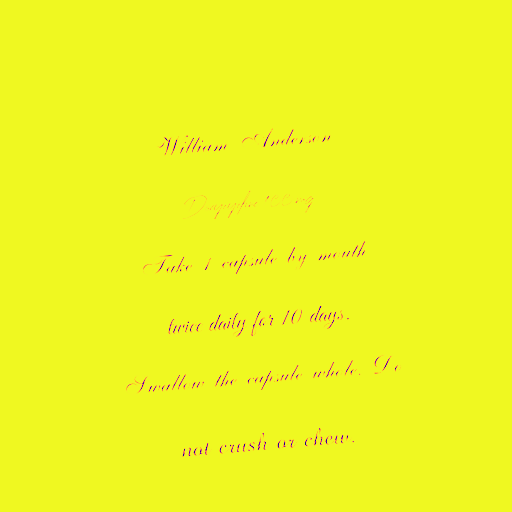 William Anderson
Take 1 capsule by mouth
twice daily for 10 days.
Swallow the capsule whole. Do
not crush or chew.